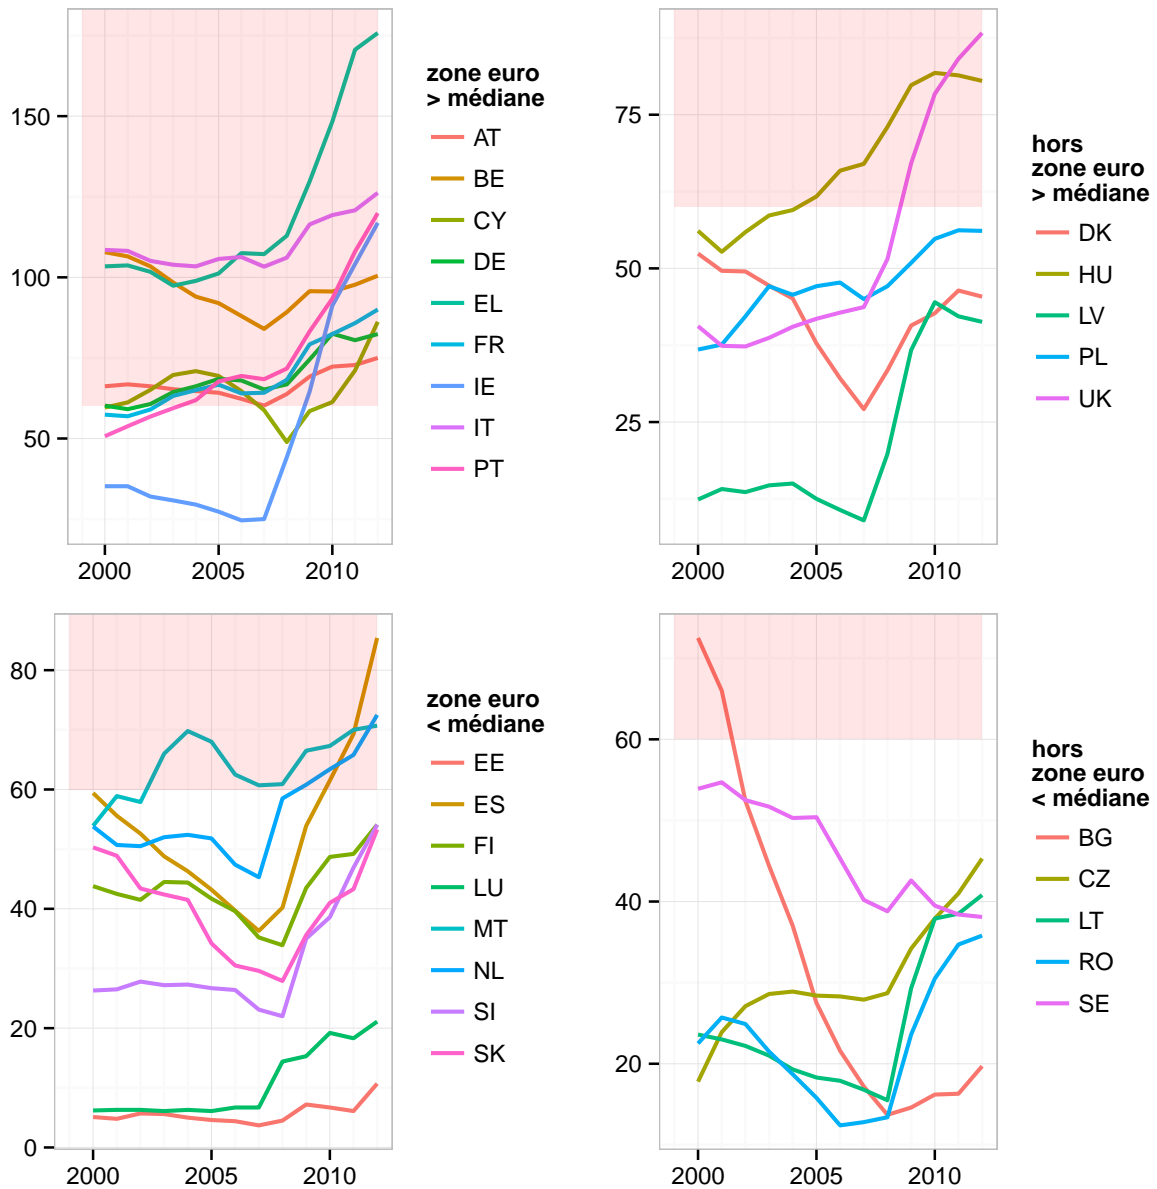 150
100
50
2000
2005
2010
zone euro
> médiane
AT
BE
CY
DE
EL
FR
IE
IT
PT
75
50
25
2000
2005
2010
hors
zone euro
> médiane
DK
HU
LV
PL
UK
80
60
40
20
0
2000
2005
2010
zone euro
< médiane
EE
ES
FI
LU
MT
NL
SI
SK
60
40
20
2000
2005
2010
hors
zone euro
< médiane
BG
CZ
LT
RO
SE